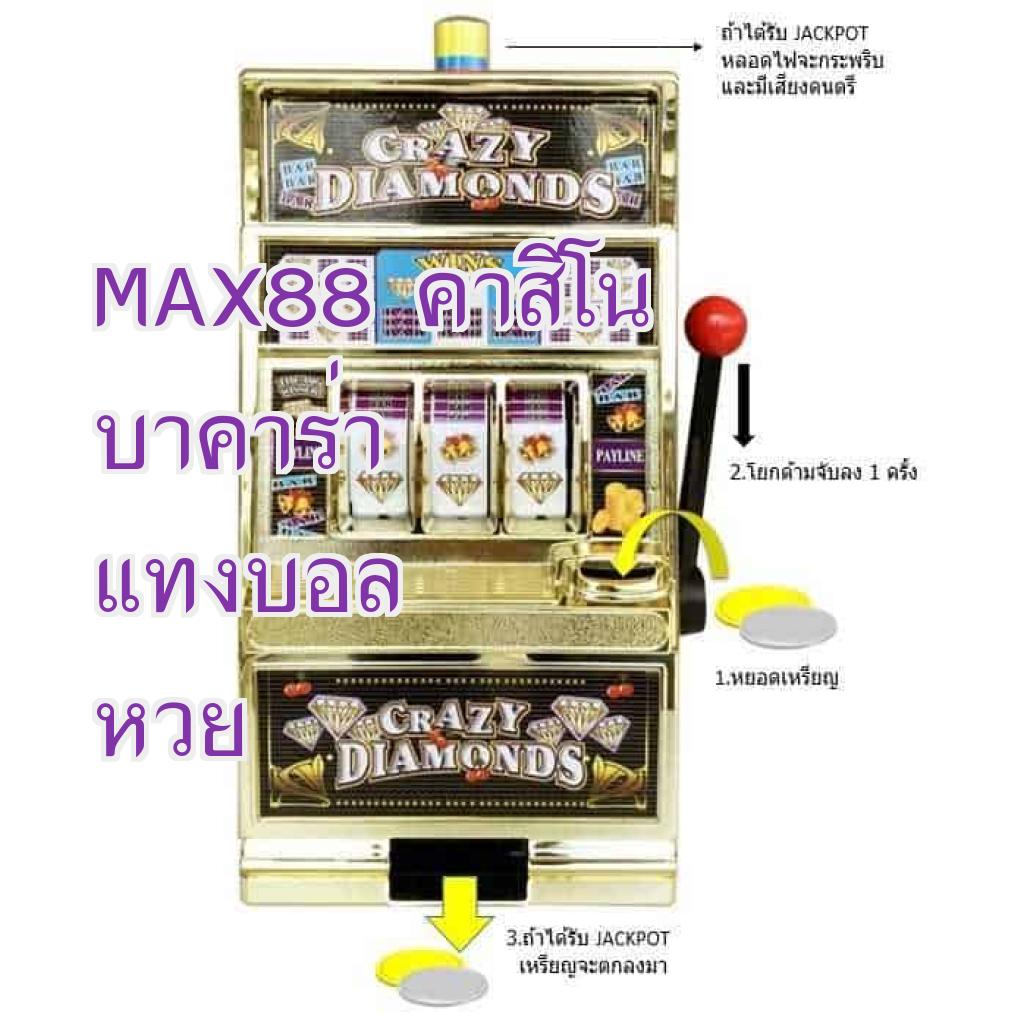 ถ้าได้รับ JACKPOT
หลอดไฟจะกระพริบ
และมีเสียงดนตรี
CRAZY
DIAMONDS
BAR
BAR
BAR
WINS
MAX88 คาสิโน
บาคาร่า
แทงบอล
หวย
BAR
PAYLINE
2.โยกด้ามจับลง 1 ครั้ง
1.หยอดเหรียญ
CRAZY
DIAMONDS
3.ถ้าได้รับ JACKPOT
เหรียญจะตกลงมา